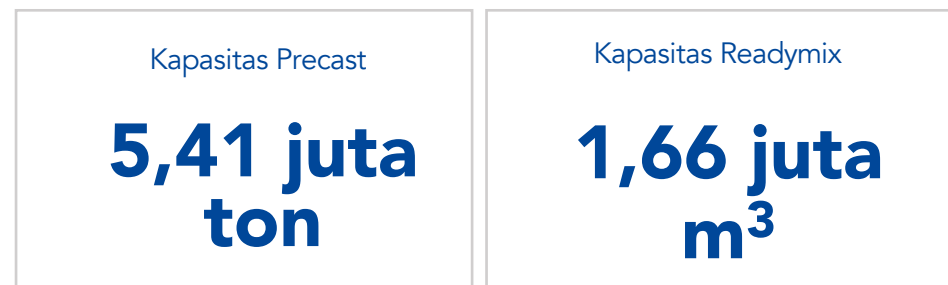 Kapasitas Precast
5,41 juta
ton
Kapasitas Readymix
1,66 juta
m³